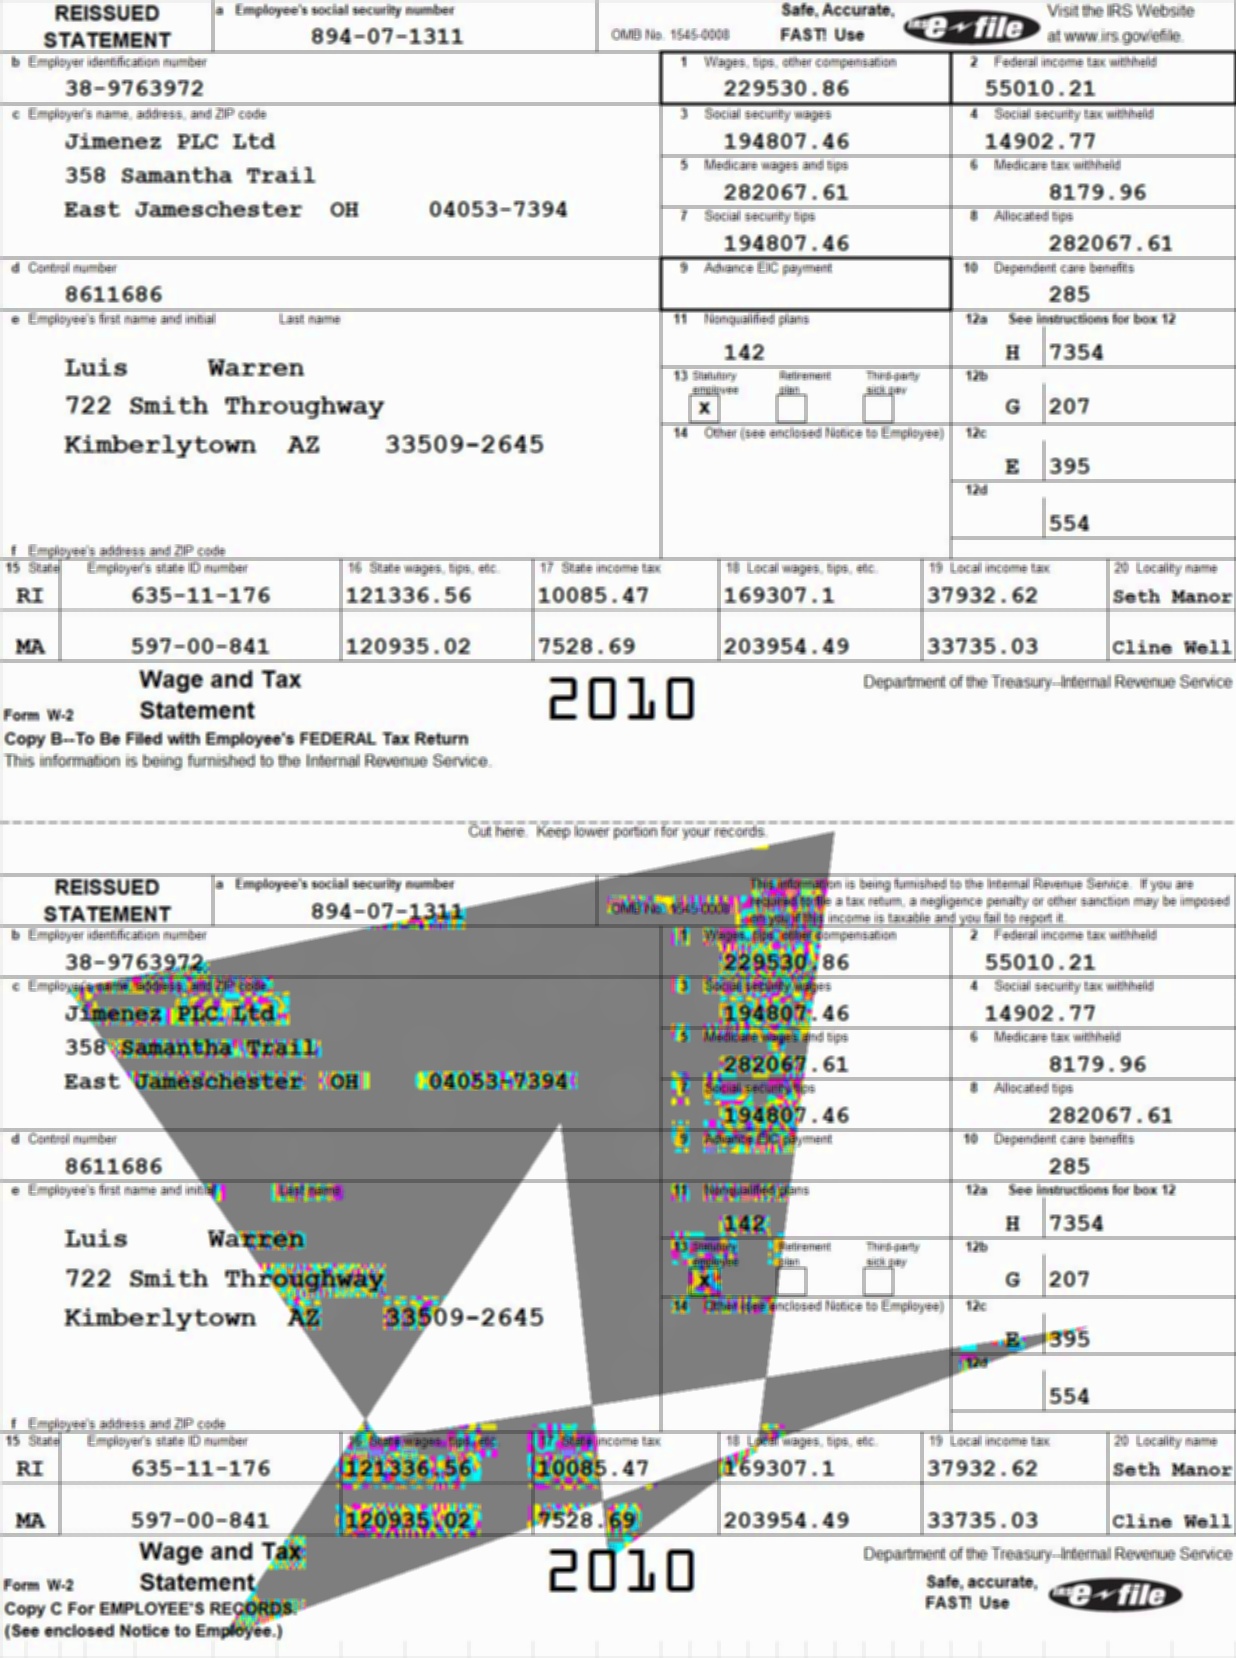 REISSUED STATEMENT
a Employee's social security number
894-07-1311
OMB No. 1545-0008
Safe, Accurate, FAST! Use
IRS e-file
Visit the IRS Website at www.irs.gov/efile.
b Employer identification number
38-9763972
1 Wages, tips, other compensation
229530.86
2 Federal income tax withheld
55010.21
c Employer's name, address, and ZIP code
Jimenez PLC Ltd
358 Samantha Trail
East Jameschester OH 04053-7394
3 Social security wages
194807.46
4 Social security tax withheld
14902.77
5 Medicare wages and tips
282067.61
6 Medicare tax withheld
8179.96
7 Social security tips
194807.46
8 Allocated tips
282067.61
d Control number
8611686
9 Advance EIC payment
10 Dependent care benefits
285
e Employee's first name and initial Last name
Luis Warren
722 Smith Throughway
Kimberlytown AZ 33509-2645
11 Nonqualified plans
142
12a See instructions for box 12
H 7354
13 Statutory employee Retirement plan Third-party sick pay
X
12b
G 207
14 Other (see enclosed Notice to Employee)
12c
E 395
12d
554
f Employee's address and ZIP code
15 State Employer's state ID number 16 State wages, tips, etc. 17 State income tax 18 Local wages, tips, etc. 19 Local income tax 20 Locality name
RI 635-11-176 121336.56 10085.47 169307.1 37932.62 Seth Manor
MA 597-00-841 120935.02 7528.69 203954.49 33735.03 Cline Well
Wage and Tax
Form W-2 Statement
2010
Department of the Treasury--Internal Revenue Service
Copy B--To Be Filed with Employee's FEDERAL Tax Return
This information is being furnished to the Internal Revenue Service.
Cut here. Keep lower portion for your records.
REISSUED STATEMENT
a Employee's social security number
894-07-1311
OMB No. 1545-0008
This information is being furnished to the Internal Revenue Service. If you are
required to file a tax return, a negligence penalty or other sanction may be imposed
on you if this income is taxable and you fail to report it.
b Employer identification number
38-9763972
1 Wages, tips, other compensation
229530.86
2 Federal income tax withheld
55010.21
c Employer's name, address, and ZIP code
Jimenez PLC Ltd
358 Samantha Trail
East Jameschester OH 04053-7394
3 Social security wages
194807.46
4 Social security tax withheld
14902.77
5 Medicare wages and tips
282067.61
6 Medicare tax withheld
8179.96
7 Social security tips
194807.46
8 Allocated tips
282067.61
d Control number
8611686
9 Advance EIC payment
10 Dependent care benefits
285
e Employee's first name and initial Last name
Luis Warren
722 Smith Throughway
Kimberlytown AZ 33509-2645
11 Nonqualified plans
142
12a See instructions for box 12
H 7354
13 Statutory employee Retirement plan Third-party sick pay
X
12b
G 207
14 Other (see enclosed Notice to Employee)
12c
E 395
12d
554
f Employee's address and ZIP code
15 State Employer's state ID number 16 State wages, tips, etc. 17 State income tax 18 Local wages, tips, etc. 19 Local income tax 20 Locality name
RI 635-11-176 121336.56 10085.47 169307.1 37932.62 Seth Manor
MA 597-00-841 120935.02 7528.69 203954.49 33735.03 Cline Well
Wage and Tax
Form W-2 Statement
2010
Department of the Treasury--Internal Revenue Service
Copy C For EMPLOYEE'S RECORDS.
(See enclosed Notice to Employee.)
Safe, accurate, FAST! Use
IRS e-file